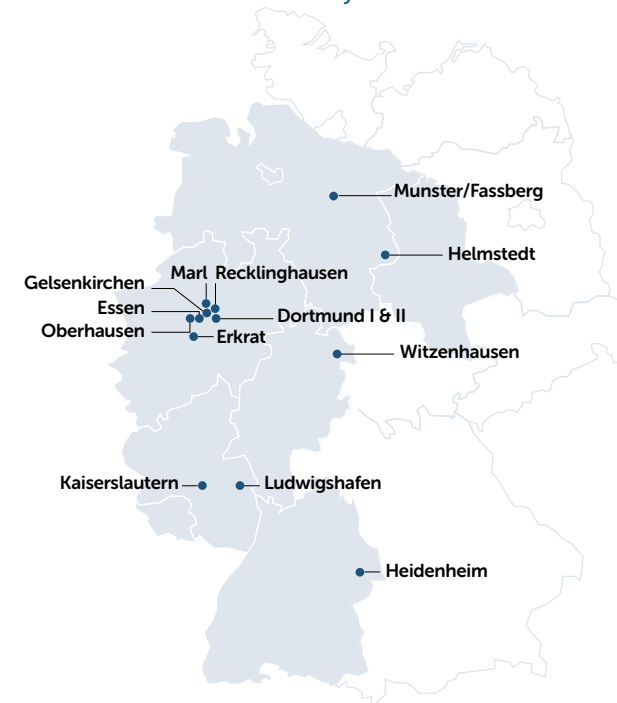 Munster/Fassberg
Helmstedt
Marl
Recklinghausen
Gelsenkirchen
Essen
Dortmund I & II
Oberhausen
Erkrat
Witzenhausen
Kaiserslautern
Ludwigshafen
Heidenheim